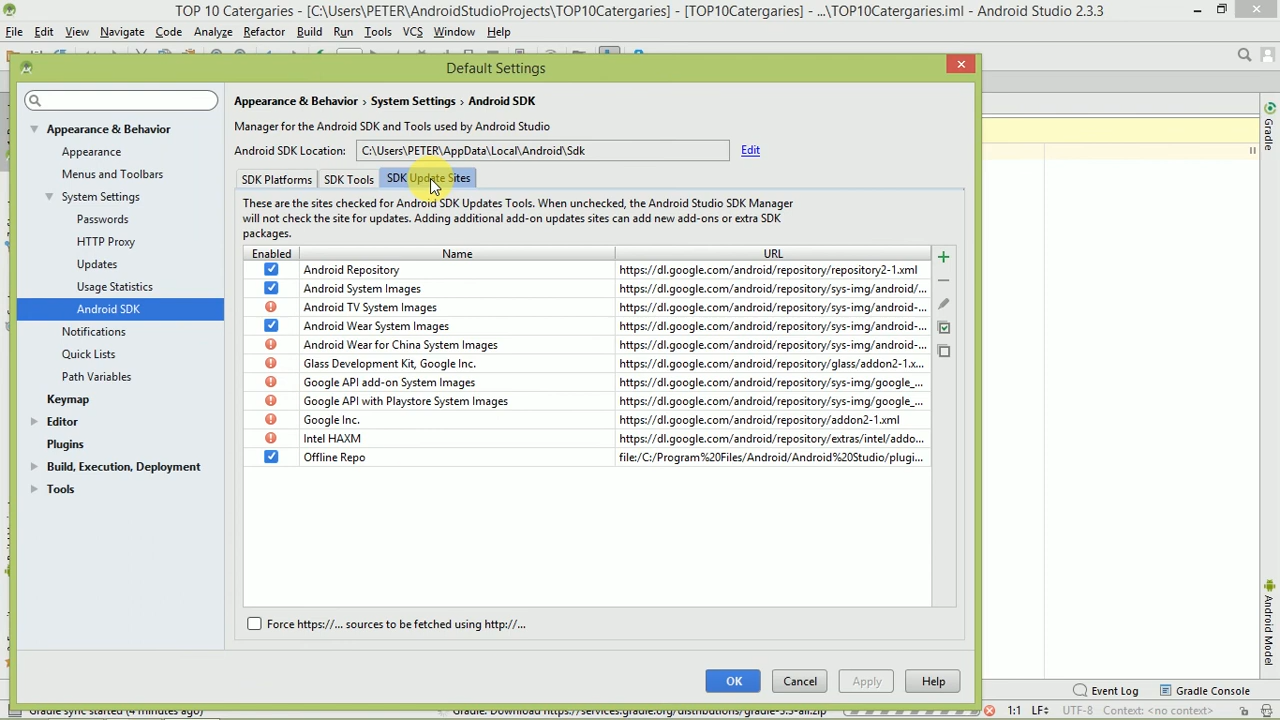 TOP 10 Catergaries - [C:\Users\PETER\AndroidStudioProjects\TOP10Catergaries] - [TOP10Catergaries] - ...\TOP10Catergaries.iml - Android Studio 2.3.3
File Edit View Navigate Code Analyze Refactor Build Run Tools VCS Window Help
Default Settings
Appearance & Behavior › System Settings › Android SDK
Manager for the Android SDK and Tools used by Android Studio
Android SDK Location: C:\Users\PETER\AppData\Local\Android\Sdk Edit
SDK Platforms SDK Tools SDK Update Sites
These are the sites checked for Android SDK Updates Tools. When unchecked, the Android Studio SDK Manager
will not check the site for updates. Adding additional add-on updates sites can add new add-ons or extra SDK
packages.
Enabled Name URL
Android Repository https://dl.google.com/android/repository/repository2-1.xml
Android System Images https://dl.google.com/android/repository/sys-img/android/...
Android TV System Images https://dl.google.com/android/repository/sys-img/android-...
Android Wear System Images https://dl.google.com/android/repository/sys-img/android-...
Android Wear for China System Images https://dl.google.com/android/repository/sys-img/android-...
Glass Development Kit, Google Inc. https://dl.google.com/android/repository/glass/addon2-1.x...
Google API add-on System Images https://dl.google.com/android/repository/sys-img/google_...
Google API with Playstore System Images https://dl.google.com/android/repository/sys-img/google_...
Google Inc. https://dl.google.com/android/repository/addon2-1.xml
Intel HAXM https://dl.google.com/android/repository/extras/intel/addo...
Offline Repo file:/C:/Program%20Files/Android/Android%20Studio/plugi...
Force https://... sources to be fetched using http://...
Appearance & Behavior
Appearance
Menus and Toolbars
System Settings
Passwords
HTTP Proxy
Updates
Usage Statistics
Android SDK
Notifications
Quick Lists
Path Variables
Keymap
Editor
Plugins
Build, Execution, Deployment
Tools
OK Cancel Apply Help
Gradle
Android Model
Event Log Gradle Console
Gradle sync started (4 minutes ago) Gradle: Download https://services.gradle.org/distributions/gradle-3.3-all.zip 1:1 LF÷ UTF-8 Context: <no context>